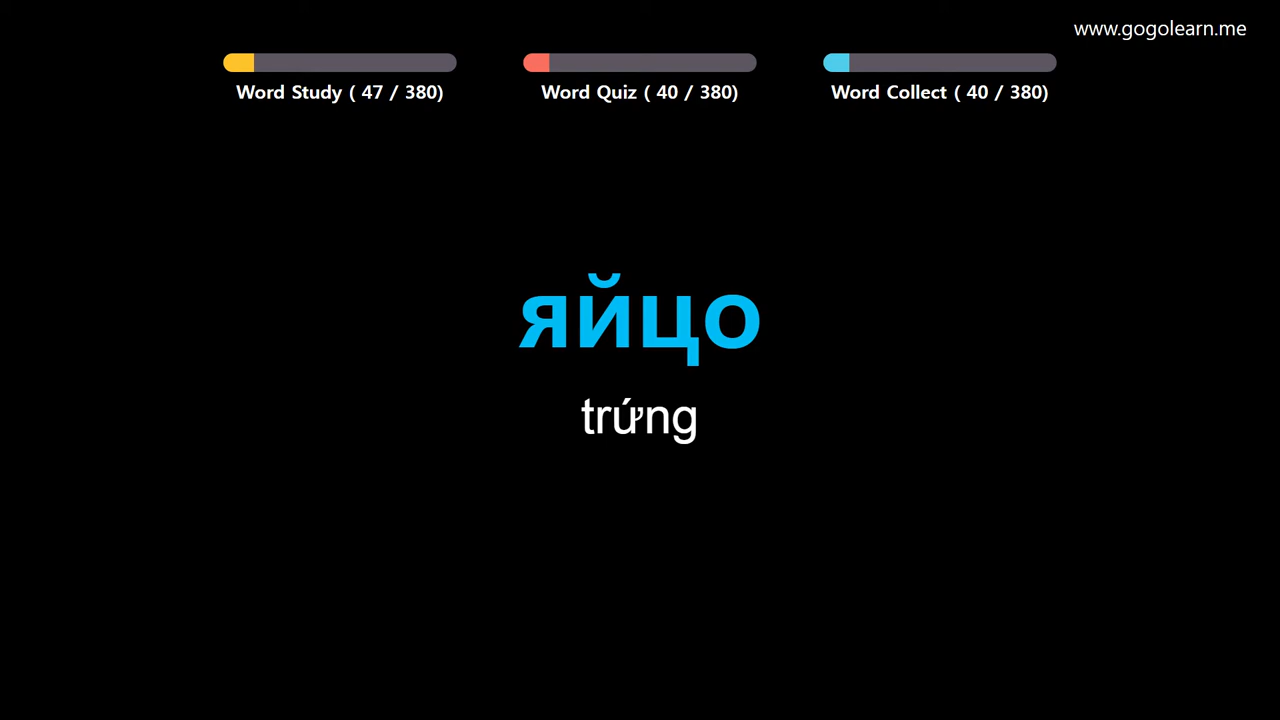 www.gogolearn.me
Word Study ( 47 / 380)
Word Quiz ( 40 / 380)
Word Collect ( 40 / 380)
яйцо
trứng